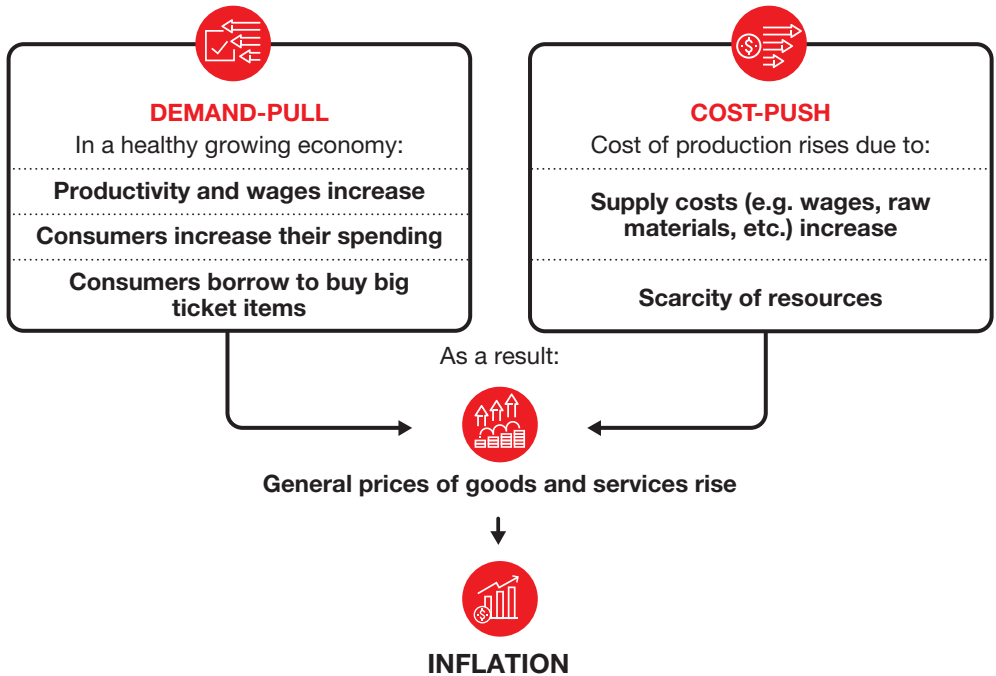 DEMAND-PULL
In a healthy growing economy:
Productivity and wages increase
Consumers increase their spending
Consumers borrow to buy big
ticket items
COST-PUSH
Cost of production rises due to:
Supply costs (e.g. wages, raw
materials, etc.) increase
Scarcity of resources
As a result:
General prices of goods and services rise
INFLATION